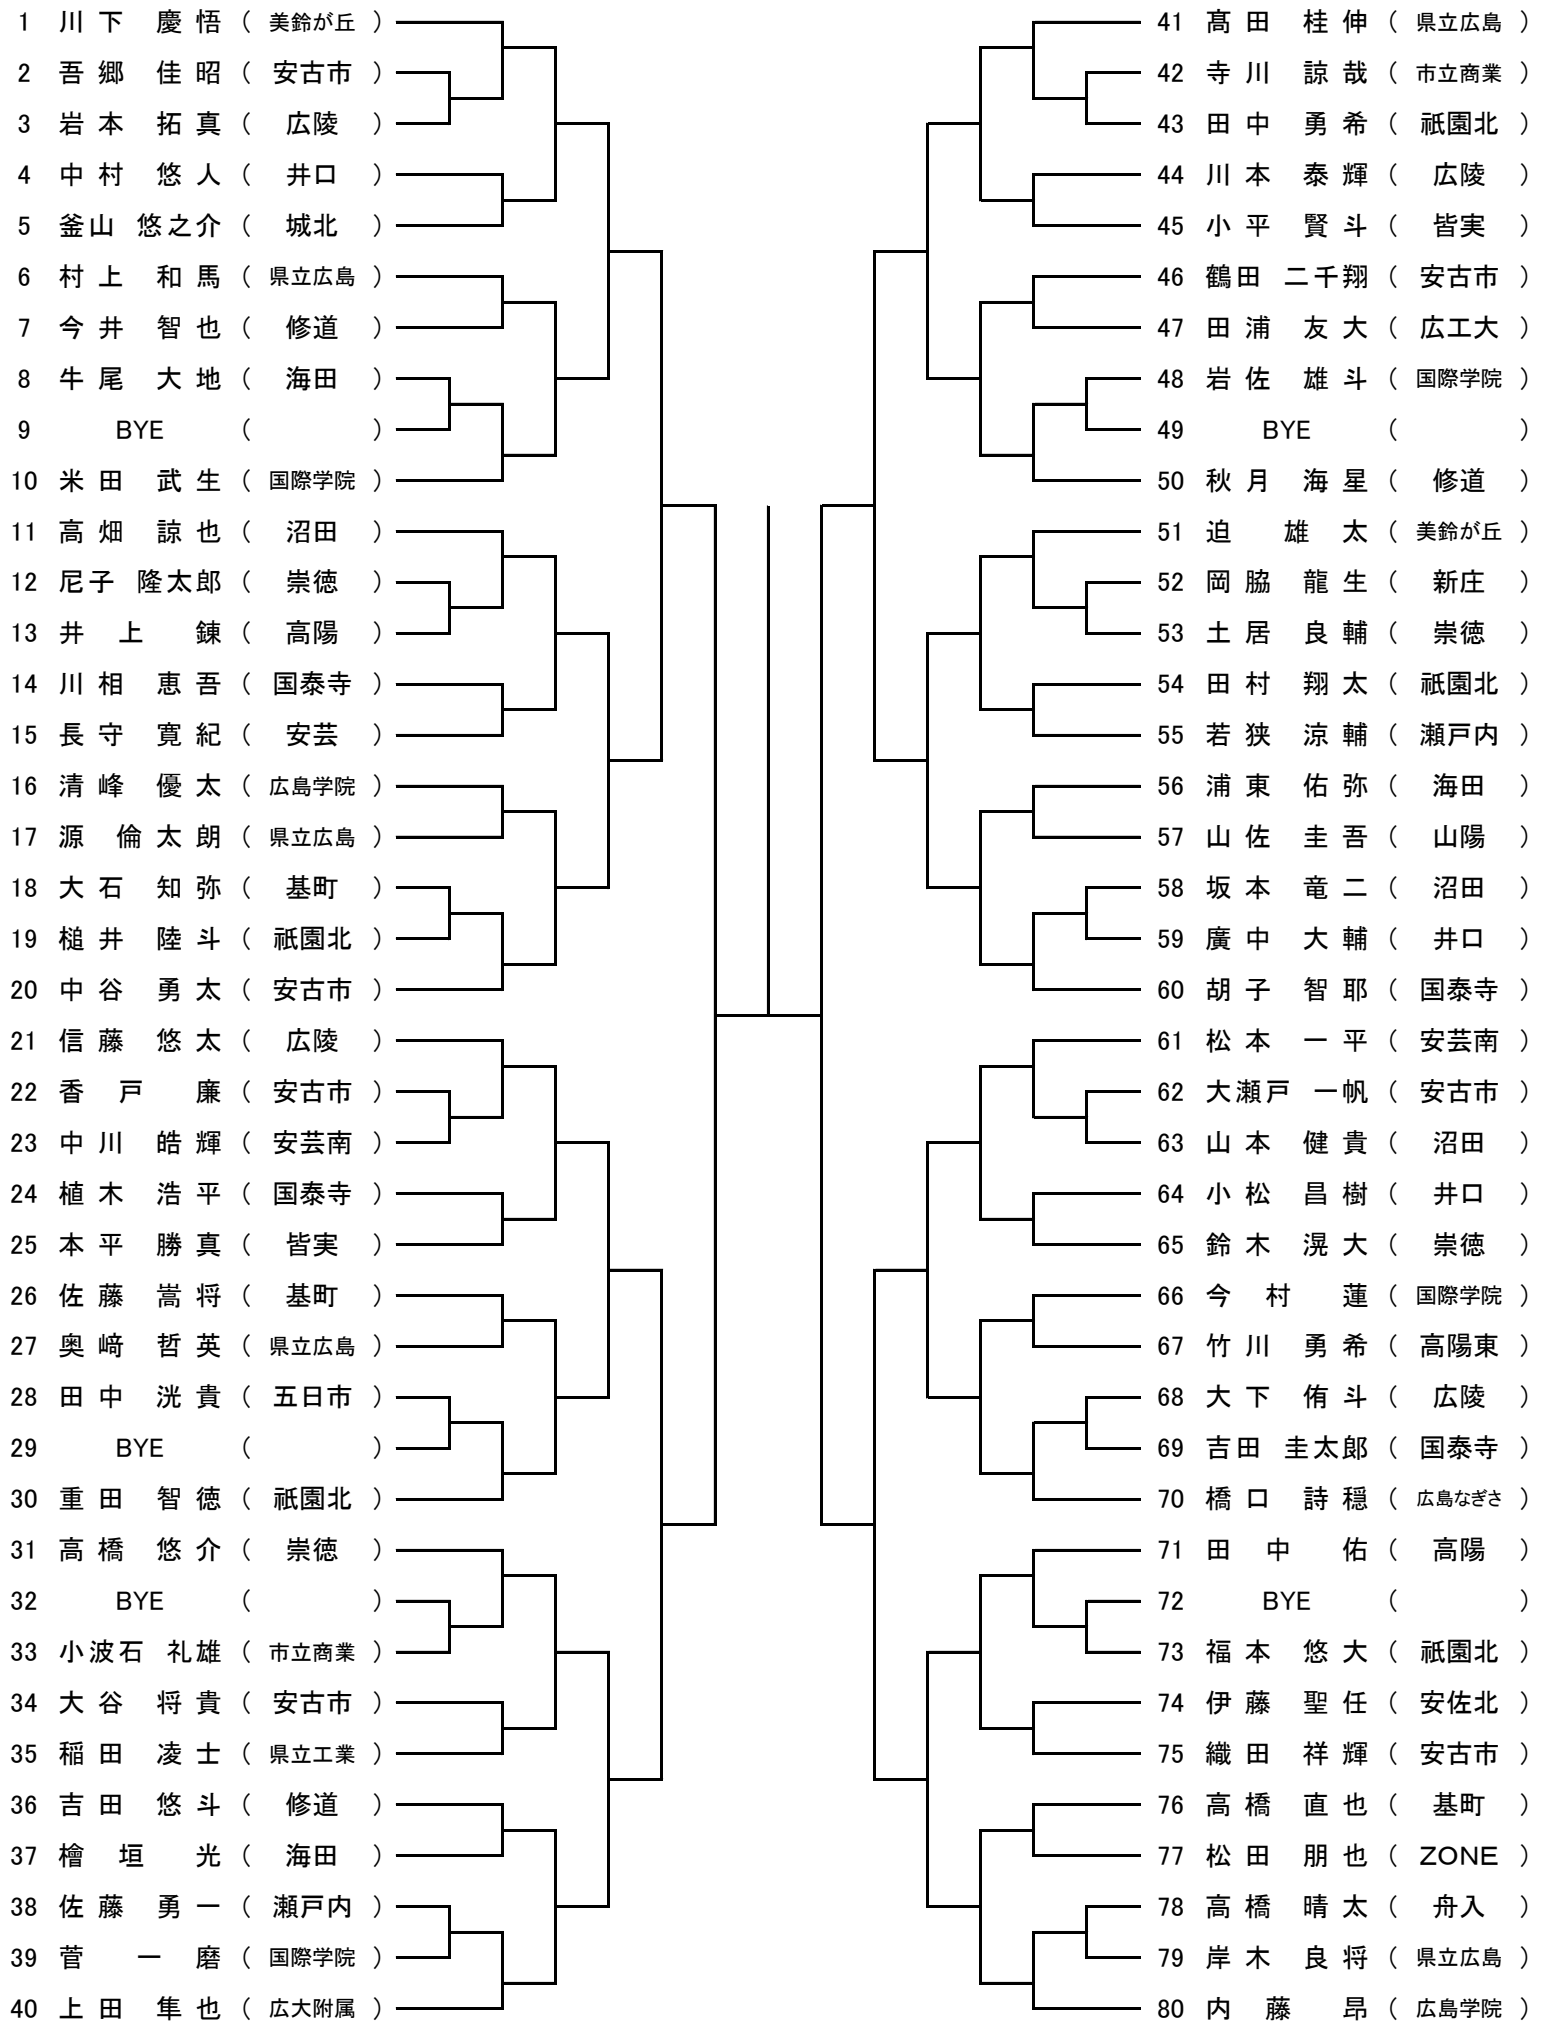 1 川下 慶悟 ( 美鈴が丘 )
2 吾郷 佳昭 ( 安古市 )
3 岩本 拓真 ( 広陵 )
4 中村 悠人 ( 井口 )
5 釜山 悠之介 ( 城北 )
6 村上 和馬 ( 県立広島 )
7 今井 智也 ( 修道 )
8 牛尾 大地 ( 海田 )
9 BYE ( )
10 米田 武生 ( 国際学院 )
11 高畑 諒也 ( 沼田 )
12 尼子 隆太郎 ( 崇徳 )
13 井上 錬 ( 高陽 )
14 川相 恵吾 ( 国泰寺 )
15 長守 寛紀 ( 安芸 )
16 清峰 優太 ( 広島学院 )
17 源 倫太朗 ( 県立広島 )
18 大石 知弥 ( 基町 )
19 槌井 陸斗 ( 祇園北 )
20 中谷 勇太 ( 安古市 )
21 信藤 悠太 ( 広陵 )
22 香戸 廉 ( 安古市 )
23 中川 皓輝 ( 安芸南 )
24 植木 浩平 ( 国泰寺 )
25 本平 勝真 ( 皆実 )
26 佐藤 嵩将 ( 基町 )
27 奥﨑 哲英 ( 県立広島 )
28 田中 洸貴 ( 五日市 )
29 BYE ( )
30 重田 智徳 ( 祇園北 )
31 高橋 悠介 ( 崇徳 )
32 BYE ( )
33 小波石 礼雄 ( 市立商業 )
34 大谷 将貴 ( 安古市 )
35 稲田 凌士 ( 県立工業 )
36 吉田 悠斗 ( 修道 )
37 檜垣 光 ( 海田 )
38 佐藤 勇一 ( 瀬戸内 )
39 菅 一磨 ( 国際学院 )
40 上田 隼也 ( 広大附属 )
41 髙田 桂伸 ( 県立広島 )
42 寺川 諒哉 ( 市立商業 )
43 田中 勇希 ( 祇園北 )
44 川本 泰輝 ( 広陵 )
45 小平 賢斗 ( 皆実 )
46 鶴田 二千翔 ( 安古市 )
47 田浦 友大 ( 広工大 )
48 岩佐 雄斗 ( 国際学院 )
49 BYE ( )
50 秋月 海星 ( 修道 )
51 迫 雄太 ( 美鈴が丘 )
52 岡脇 龍生 ( 新庄 )
53 土居 良輔 ( 崇徳 )
54 田村 翔太 ( 祇園北 )
55 若狭 涼輔 ( 瀬戸内 )
56 浦東 佑弥 ( 海田 )
57 山佐 圭吾 ( 山陽 )
58 坂本 竜二 ( 沼田 )
59 廣中 大輔 ( 井口 )
60 胡子 智耶 ( 国泰寺 )
61 松本 一平 ( 安芸南 )
62 大瀬戸 一帆 ( 安古市 )
63 山本 健貴 ( 沼田 )
64 小松 昌樹 ( 井口 )
65 鈴木 滉大 ( 崇徳 )
66 今村 蓮 ( 国際学院 )
67 竹川 勇希 ( 高陽東 )
68 大下 侑斗 ( 広陵 )
69 吉田 圭太郎 ( 国泰寺 )
70 橋口 詩穏 ( 広島なぎさ )
71 田中 佑 ( 高陽 )
72 BYE ( )
73 福本 悠大 ( 祇園北 )
74 伊藤 聖任 ( 安佐北 )
75 織田 祥輝 ( 安古市 )
76 高橋 直也 ( 基町 )
77 松田 朋也 ( ZONE )
78 高橋 晴太 ( 舟入 )
79 岸木 良将 ( 県立広島 )
80 内藤 昂 ( 広島学院 )